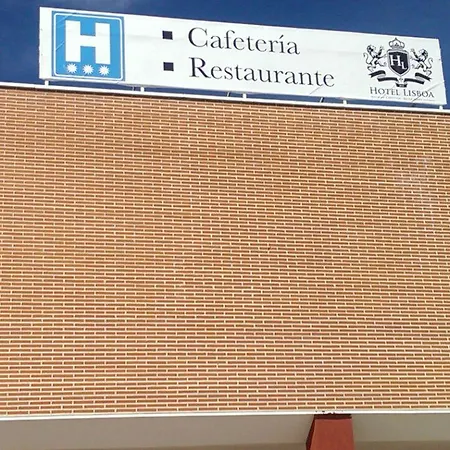 H
Cafetería
Restaurante
HL
HOTEL LISBOA